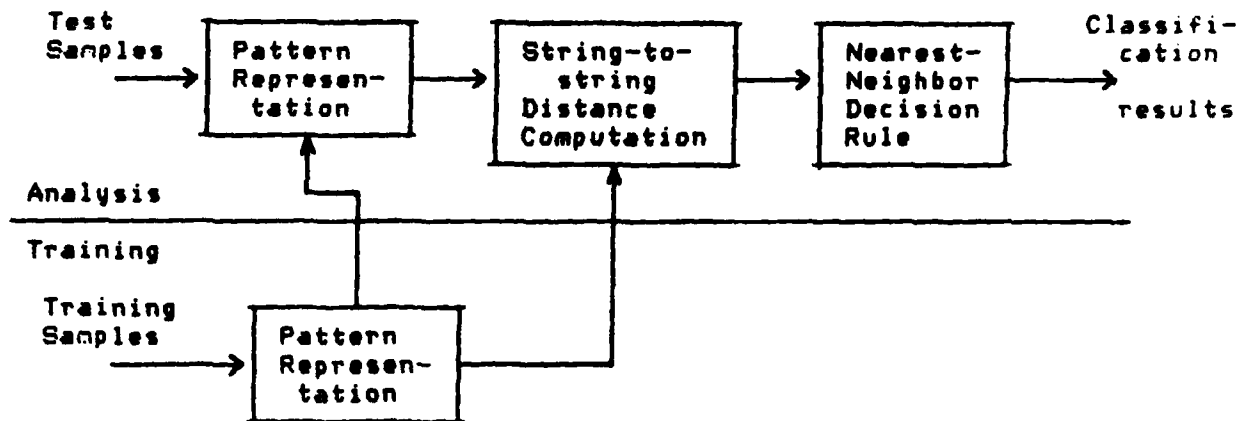 Test
Samples
Pattern
Represen-
tation
String-to-
string
Distance
Computation
Nearest-
Neighbor
Decision
Rule
Classifi-
cation
results
Analysis
Training
Training
Samples
Pattern
Represen-
tation